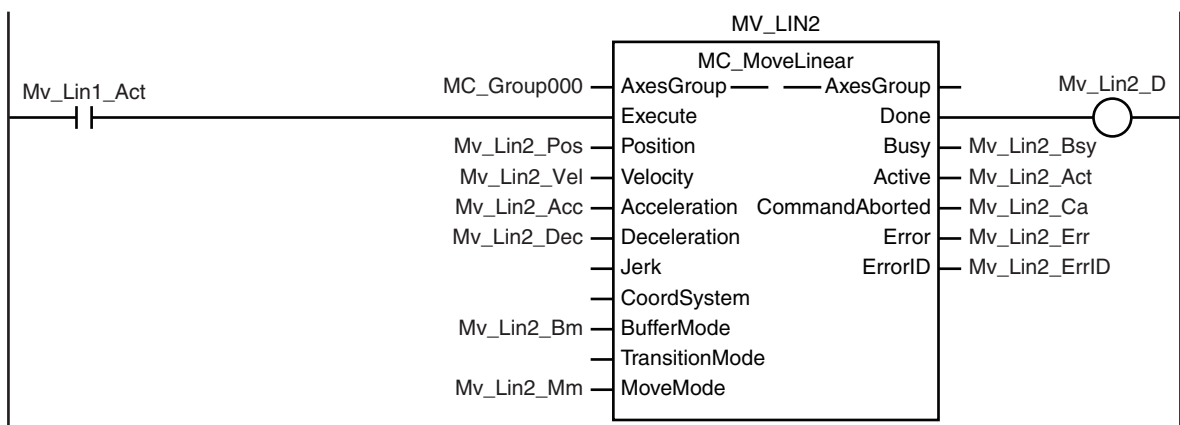 MV_LIN2
MC_MoveLinear
Mv_Lin1_Act
MC_Group000 AxesGroup AxesGroup Mv_Lin2_D
Execute Done
Mv_Lin2_Pos Position Busy Mv_Lin2_Bsy
Mv_Lin2_Vel Velocity Active Mv_Lin2_Act
Mv_Lin2_Acc Acceleration CommandAborted Mv_Lin2_Ca
Mv_Lin2_Dec Deceleration Error Mv_Lin2_Err
Jerk ErrorID Mv_Lin2_ErrID
CoordSystem
Mv_Lin2_Bm BufferMode
TransitionMode
Mv_Lin2_Mm MoveMode